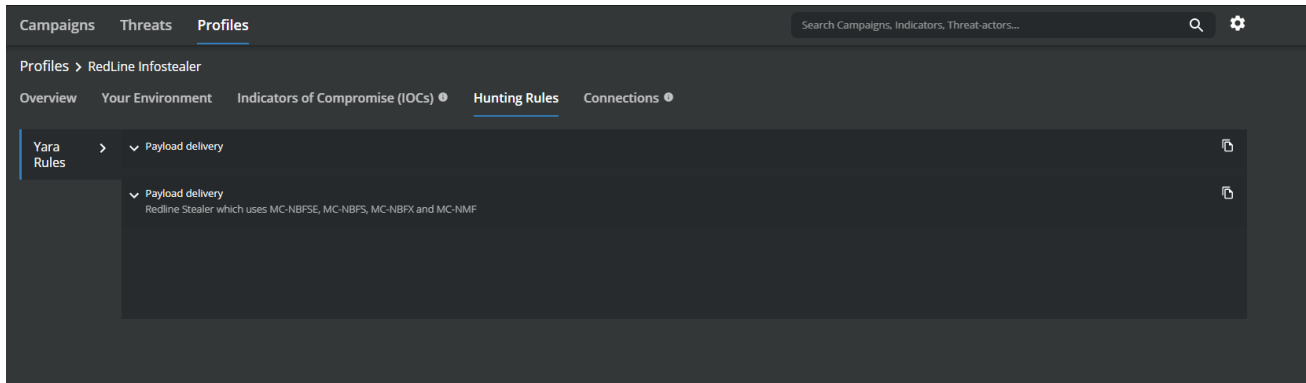 Campaigns Threats Profiles
Search Campaigns, Indicators, Threat-actors...
Profiles > RedLine Infostealer
Overview Your Environment Indicators of Compromise (IOCs) Hunting Rules Connections
Yara
Rules
Payload delivery
Payload delivery
Redline Stealer which uses MC-NBFSE, MC-NBFS, MC-NBFX and MC-NMF